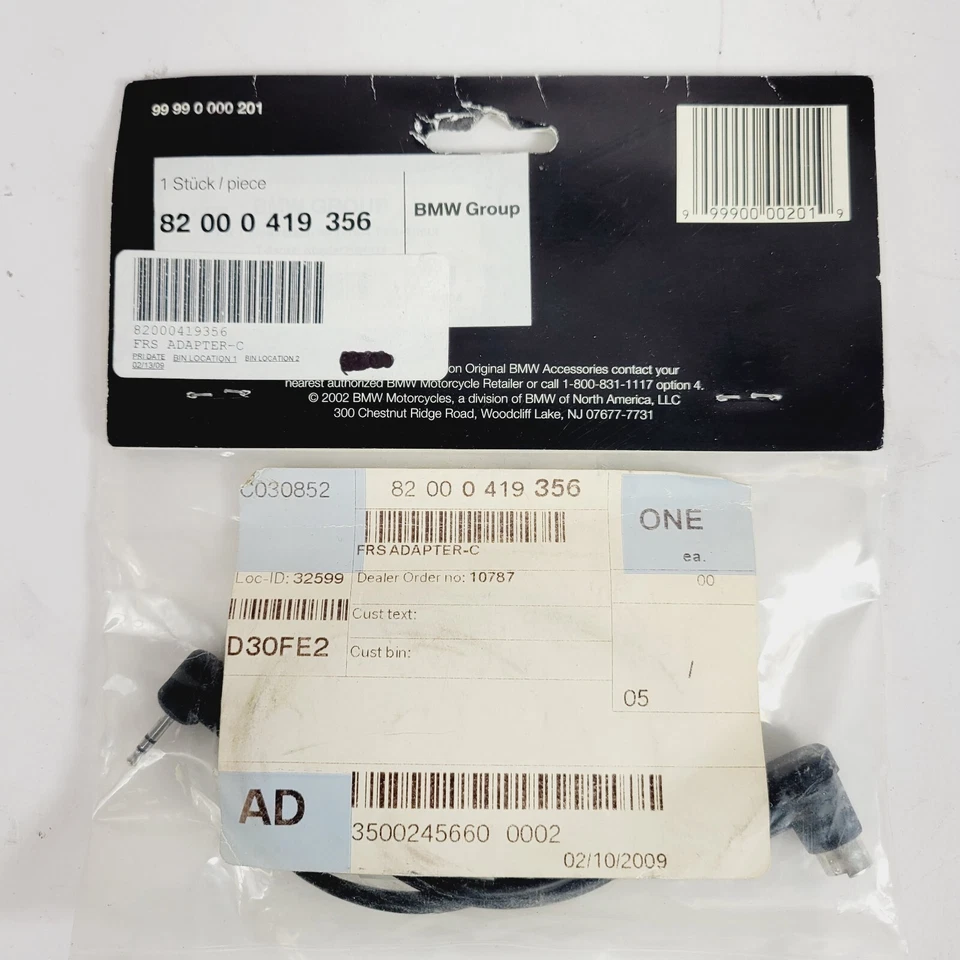 99 99 0 000 201
1 Stück / piece
82 00 0 419 356
BMW Group
9 99900 00201 9
82000419356
FRS ADAPTER-C
PRI DATE BIN LOCATION 1 BIN LOCATION 2
02/13/09
on Original BMW Accessories contact your
nearest authorized BMW Motorcycle Retailer or call 1-800-831-1117 option 4.
© 2002 BMW Motorcycles, a division of BMW of North America, LLC
300 Chestnut Ridge Road, Woodcliff Lake, NJ 07677-7731
C030852
82 00 0 419 356
ONE
ea.
FRS ADAPTER-C
Loc-ID: 32599
Dealer Order no: 10787
00
Cust text:
D30FE2
Cust bin:
/
05
AD
3500245660 0002
02/10/2009